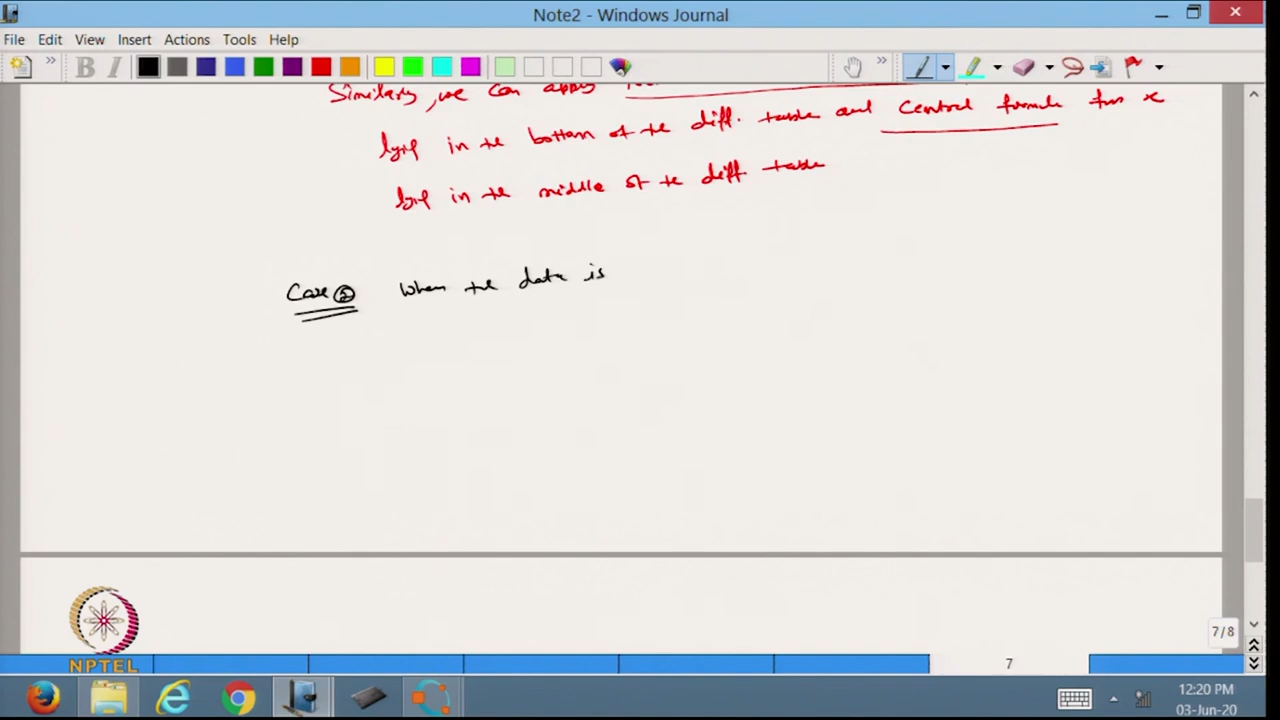 Note2 - Windows Journal
File Edit View Insert Actions Tools Help
Similarly, we can apply
lying in the bottom of the diff. table and central formula for x
lying in the middle of the diff table
Case ② When the data is
7/8
NPTEL
7
12:20 PM
03-Jun-20